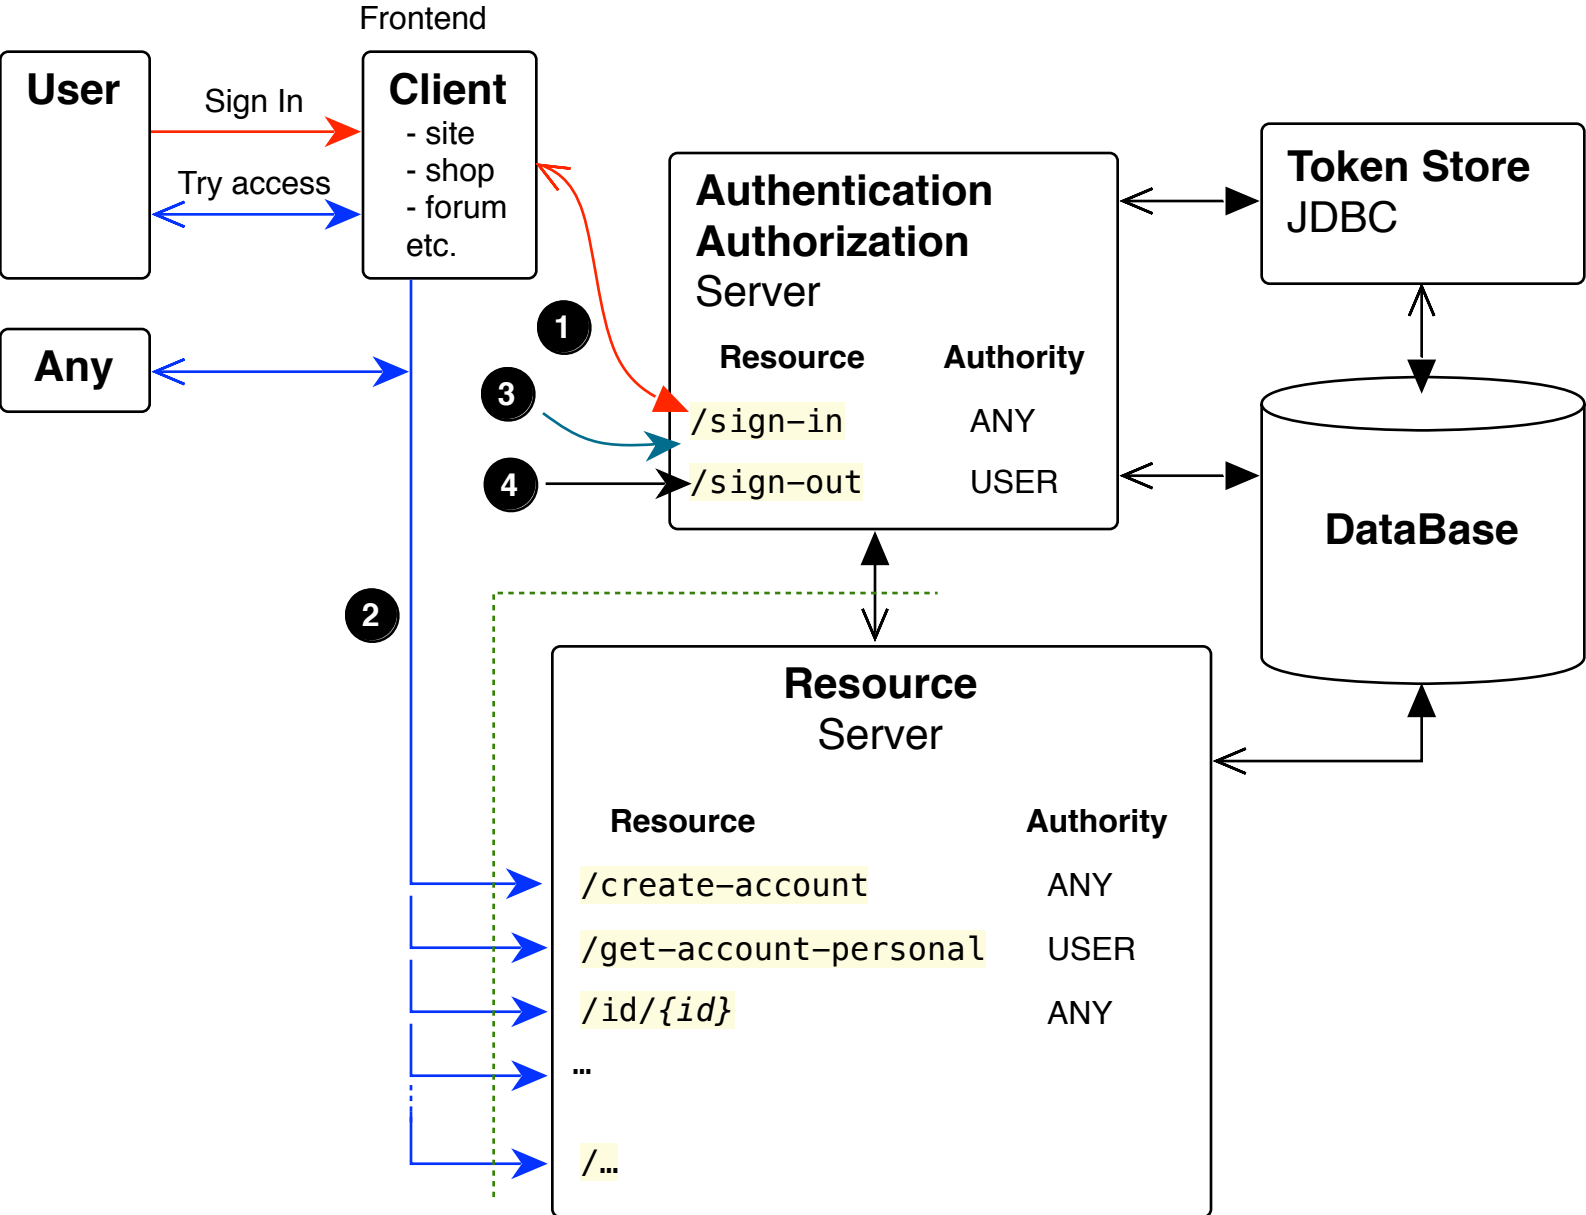 Frontend
User
Sign In
Try access
Client
- site
- shop
- forum
etc.
Any
1
3
4
2
Authentication
Authorization
Server
Resource Authority
/sign-in ANY
/sign-out USER
Token Store
JDBC
DataBase
Resource
Server
Resource Authority
/create-account ANY
/get-account-personal USER
/id/{id} ANY
…
/…